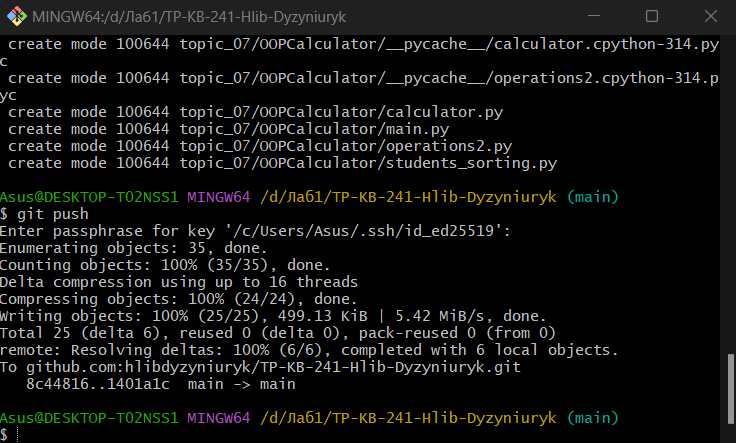 MINGW64:/d/Лаб1/TP-KB-241-Hlib-Dyzyniuryk
 create mode 100644 topic_07/OOPCalculator/__pycache__/calculator.cpython-314.py
c
 create mode 100644 topic_07/OOPCalculator/__pycache__/operations2.cpython-314.p
yc
 create mode 100644 topic_07/OOPCalculator/calculator.py
 create mode 100644 topic_07/OOPCalculator/main.py
 create mode 100644 topic_07/OOPCalculator/operations2.py
 create mode 100644 topic_07/OOPCalculator/students_sorting.py
Asus@DESKTOP-T02NSS1 MINGW64 /d/Лаб1/TP-KB-241-Hlib-Dyzyniuryk (main)
$ git push
Enter passphrase for key '/c/Users/Asus/.ssh/id_ed25519':
Enumerating objects: 35, done.
Counting objects: 100% (35/35), done.
Delta compression using up to 16 threads
Compressing objects: 100% (24/24), done.
Writing objects: 100% (25/25), 499.13 KiB | 5.42 MiB/s, done.
Total 25 (delta 6), reused 0 (delta 0), pack-reused 0 (from 0)
remote: Resolving deltas: 100% (6/6), completed with 6 local objects.
To github.com:hlibdyzyniuryk/TP-KB-241-Hlib-Dyzyniuryk.git
   8c44816..1401a1c  main -> main
Asus@DESKTOP-T02NSS1 MINGW64 /d/Лаб1/TP-KB-241-Hlib-Dyzyniuryk (main)
$